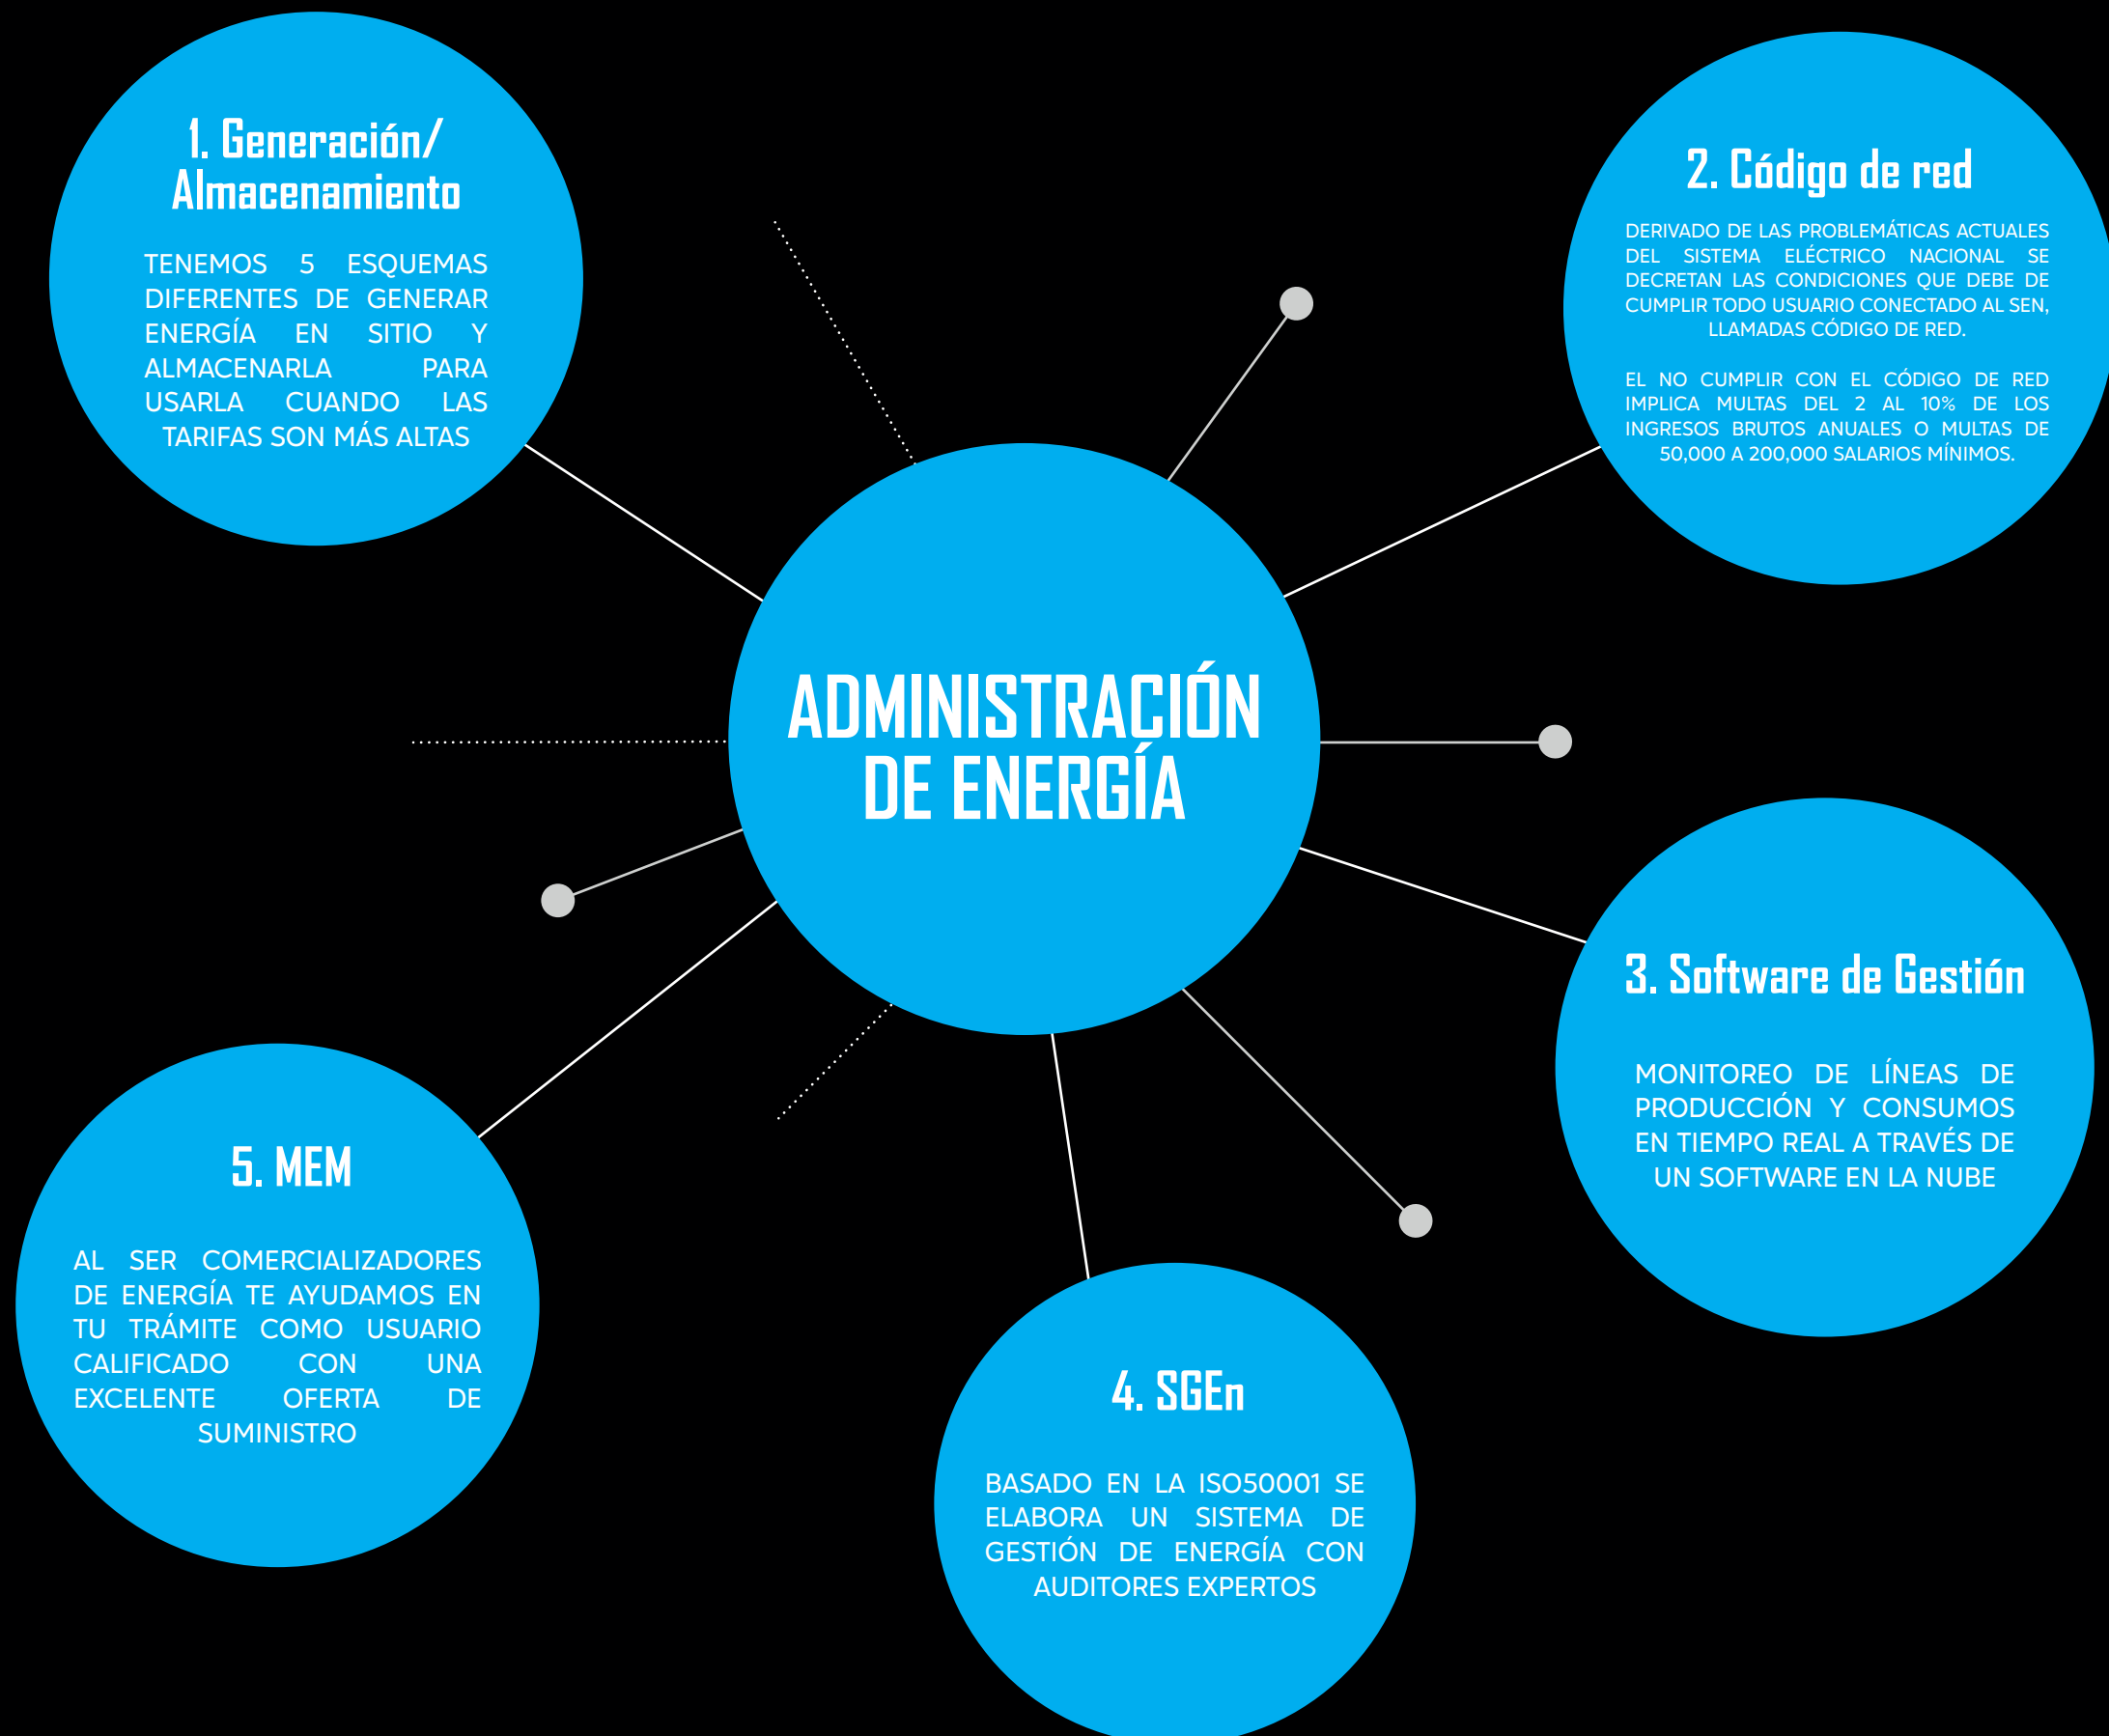 1. Generación/
Almacenamiento
TENEMOS 5 ESQUEMAS
DIFERENTES DE GENERAR
ENERGÍA EN SITIO Y
ALMACENARLA PARA
USARLA CUANDO LAS
TARIFAS SON MÁS ALTAS
2. Código de red
DERIVADO DE LAS PROBLEMÁTICAS ACTUALES
DEL SISTEMA ELÉCTRICO NACIONAL SE
DECRETAN LAS CONDICIONES QUE DEBE DE
CUMPLIR TODO USUARIO CONECTADO AL SEN,
LLAMADAS CÓDIGO DE RED.
EL NO CUMPLIR CON EL CÓDIGO DE RED
IMPLICA MULTAS DEL 2 AL 10% DE LOS
INGRESOS BRUTOS ANUALES O MULTAS DE
50,000 A 200,000 SALARIOS MÍNIMOS.
ADMINISTRACIÓN
DE ENERGÍA
3. Software de Gestión
MONITOREO DE LÍNEAS DE
PRODUCCIÓN Y CONSUMOS
EN TIEMPO REAL A TRAVÉS DE
UN SOFTWARE EN LA NUBE
4. SGEn
BASADO EN LA ISO50001 SE
ELABORA UN SISTEMA DE
GESTIÓN DE ENERGÍA CON
AUDITORES EXPERTOS
5. MEM
AL SER COMERCIALIZADORES
DE ENERGÍA TE AYUDAMOS EN
TU TRÁMITE COMO USUARIO
CALIFICADO CON UNA
EXCELENTE OFERTA DE
SUMINISTRO